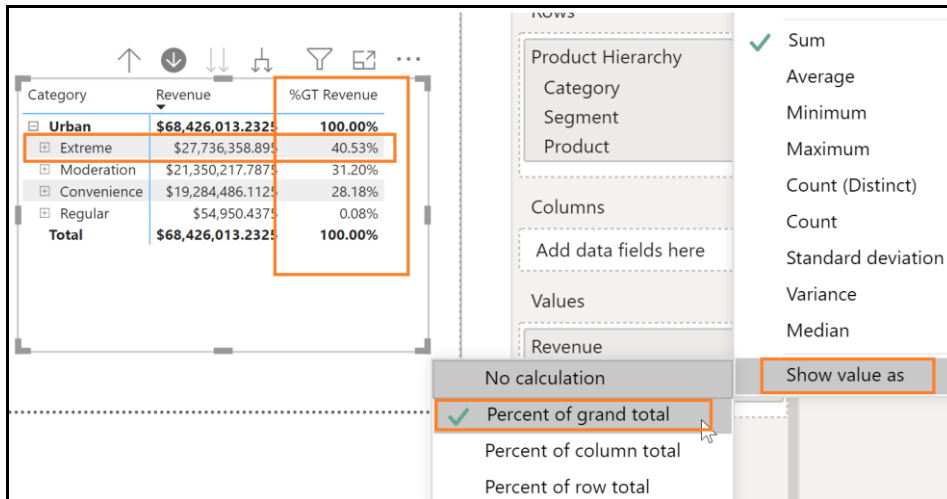 Category Revenue %GT Revenue
Urban $68,426,013.2325 100.00%
Extreme $27,736,358.895 40.53%
Moderation $21,350,217.7875 31.20%
Convenience $19,284,486.1125 28.18%
Regular $54,950.4375 0.08%
Total $68,426,013.2325 100.00%
Rows
Product Hierarchy
Category
Segment
Product
Columns
Add data fields here
Values
Revenue
Sum
Average
Minimum
Maximum
Count (Distinct)
Count
Standard deviation
Variance
Median
Show value as
No calculation
Percent of grand total
Percent of column total
Percent of row total